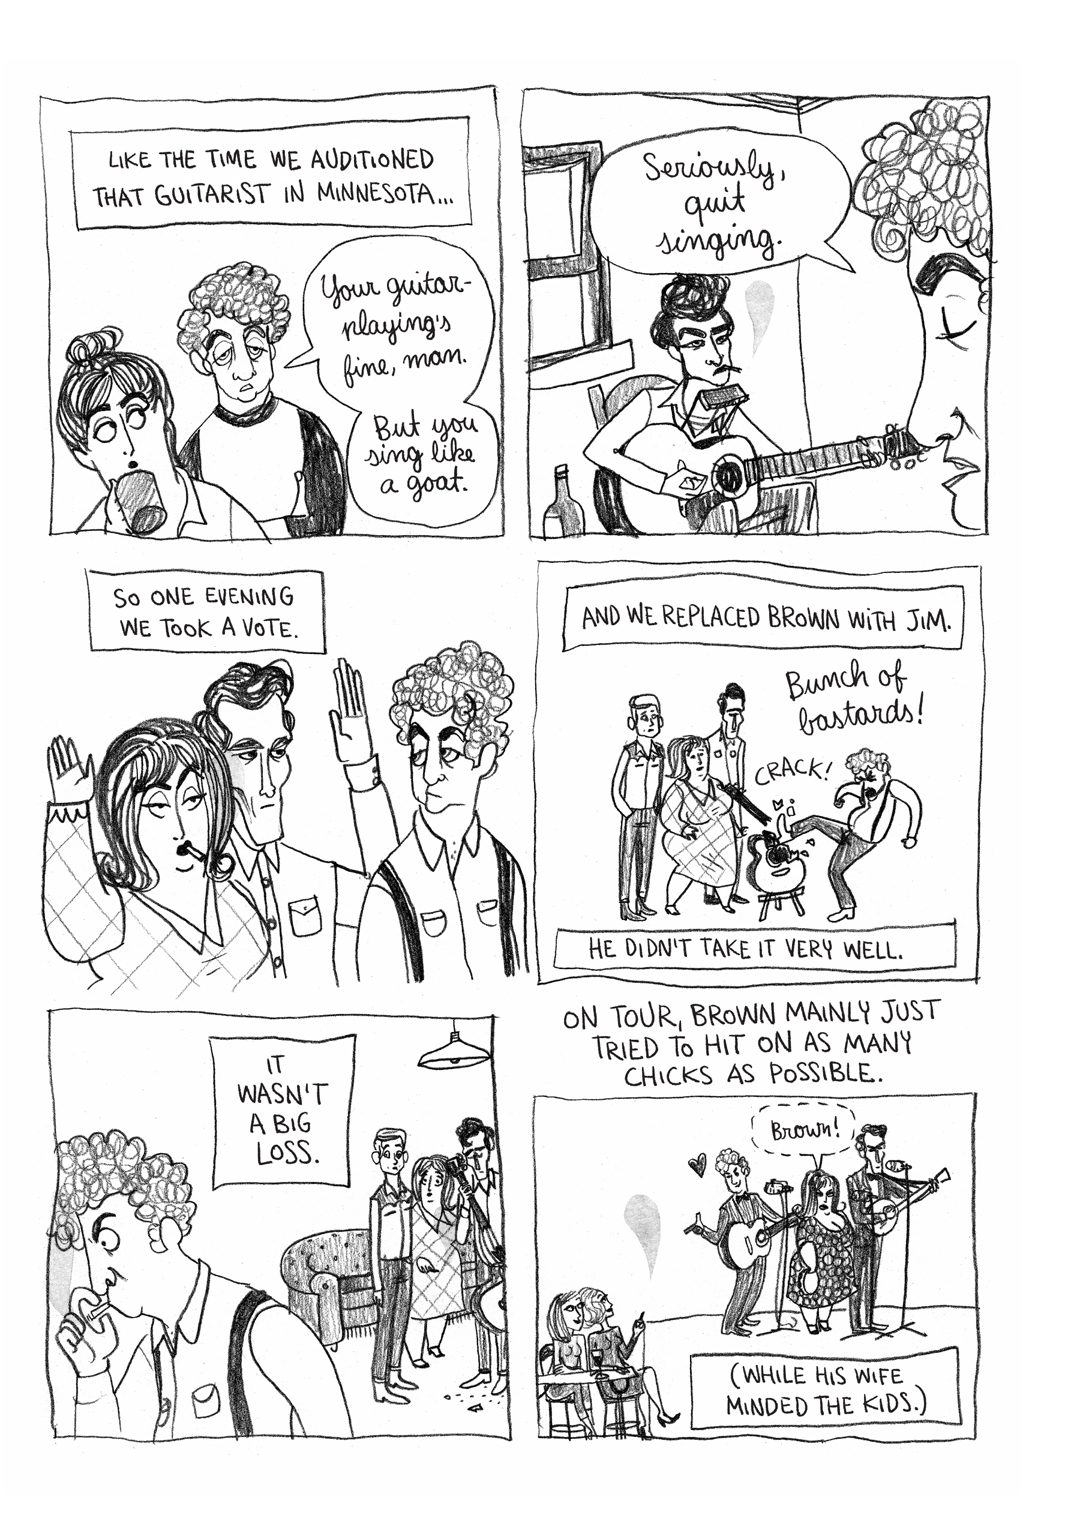 LIKE THE TIME WE AUDITIONED
THAT GUITARIST IN MINNESOTA...
Your guitar-
playing's
fine, man.
But you
sing like
a goat.
Seriously,
quit
singing.
SO ONE EVENING
WE TOOK A VOTE.
AND WE REPLACED BROWN WITH JIM.
Bunch of
bastards!
CRACK!
HE DIDN'T TAKE IT VERY WELL.
IT
WASN'T
A BIG
LOSS.
ON TOUR, BROWN MAINLY JUST
TRIED TO HIT ON AS MANY
CHICKS AS POSSIBLE.
Brown!
(WHILE HIS WIFE
MINDED THE KIDS.)